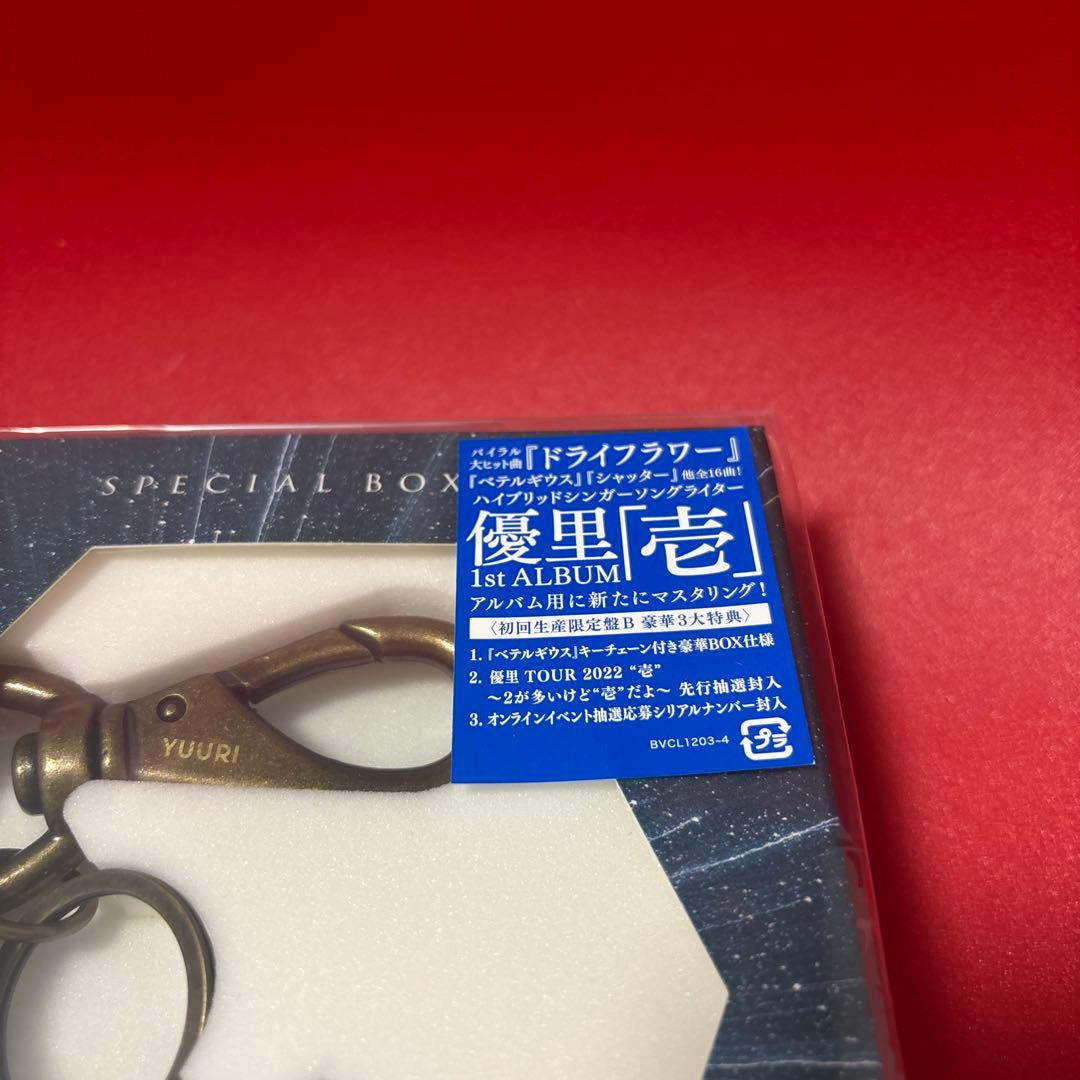 SPECIAL BOX
バイラル
大ヒット曲『ドライフラワー』
『ベテルギウス』『シャッター』他全16曲!
ハイブリッドシンガーソングライター
優里「壱」
1st ALBUM
アルバム用に新たにマスタリング!
〈初回生産限定盤B 豪華3大特典〉
1. 『ベテルギウス』キーチェーン付き豪華BOX仕様
2. 優里 TOUR 2022 “壱”
~2が多いけど“壱”だよ~ 先行抽選封入
3. オンラインイベント抽選応募シリアルナンバー封入
BVCL1203-4
プラ
YUURI